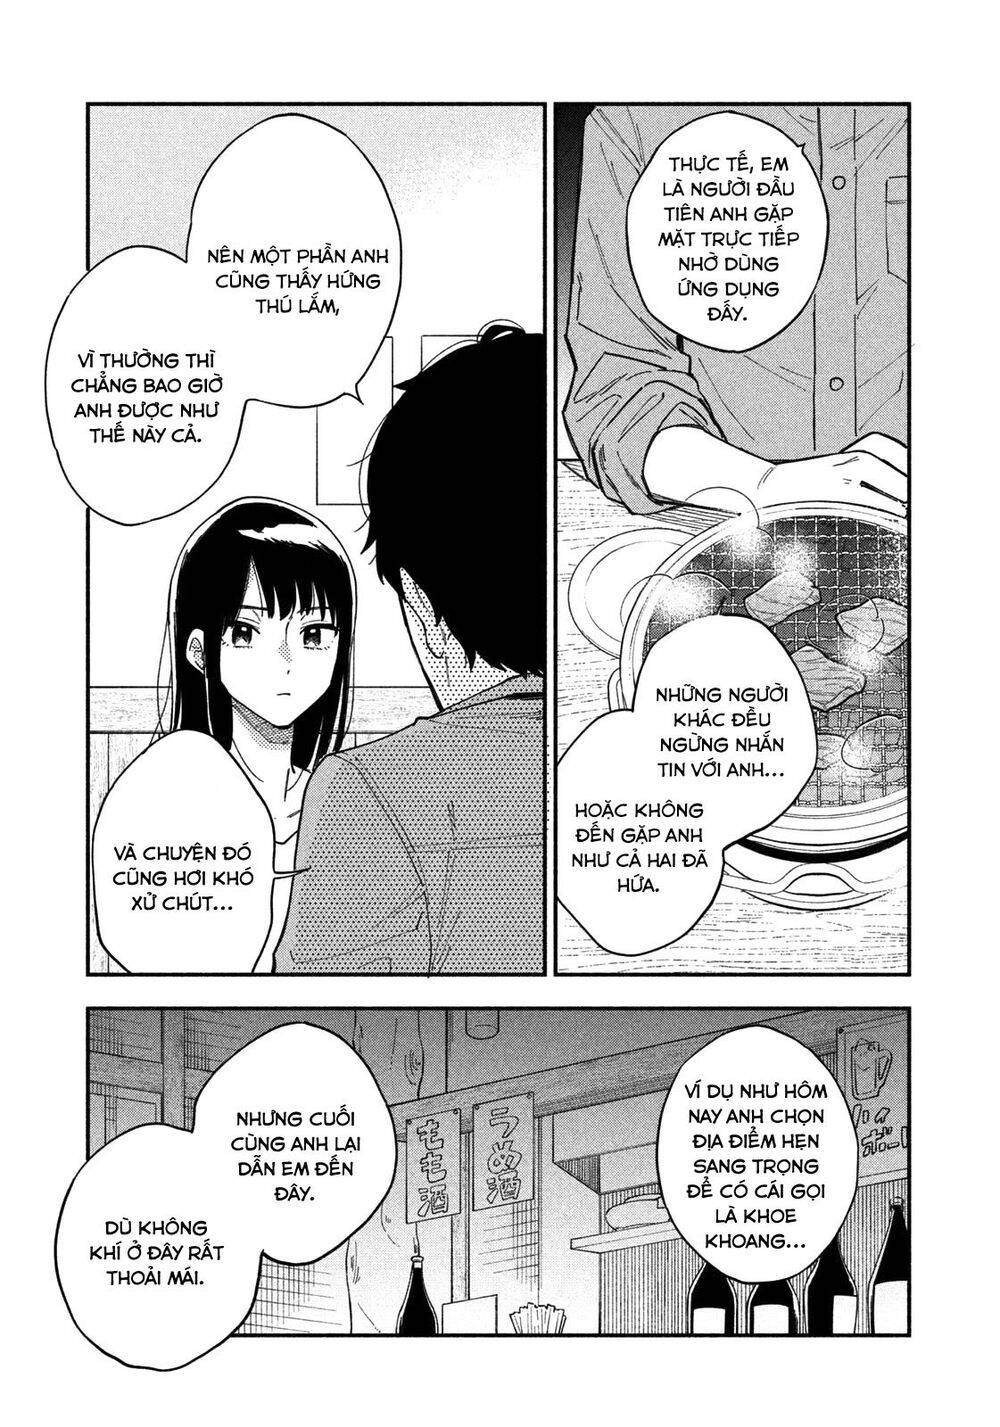 THỰC TẾ, EM
LÀ NGƯỜI ĐẦU
TIÊN ANH GẶP
MẶT TRỰC TIẾP
NHỜ DÙNG
ỨNG DỤNG
ĐẤY.
NHỮNG NGƯỜI
KHÁC ĐỀU
NGỪNG NHẮN
TIN VỚI ANH...
HOẶC KHÔNG
ĐẾN GẶP ANH
NHƯ CẢ HAI ĐÃ
HỨA.
NÊN MỘT PHẦN ANH
CŨNG THẤY HỨNG
THÚ LẮM,
VÌ THƯỜNG THÌ
CHẲNG BAO GIỜ
ANH ĐƯỢC NHƯ
THẾ NÀY CẢ.
VÀ CHUYỆN ĐÓ
CŨNG HƠI KHÓ
XỬ CHÚT...
VÍ DỤ NHƯ HÔM
NAY ANH CHỌN
ĐỊA ĐIỂM HẸN
SANG TRỌNG
ĐỂ CÓ CÁI GỌI
LÀ KHOE
KHOANG...
うめ酒
もも酒
NHƯNG CUỐI
CÙNG ANH LẠI
DẪN EM ĐẾN
ĐÂY.
DÙ KHÔNG
KHÍ Ở ĐÂY RẤT
THOẢI MÁI.